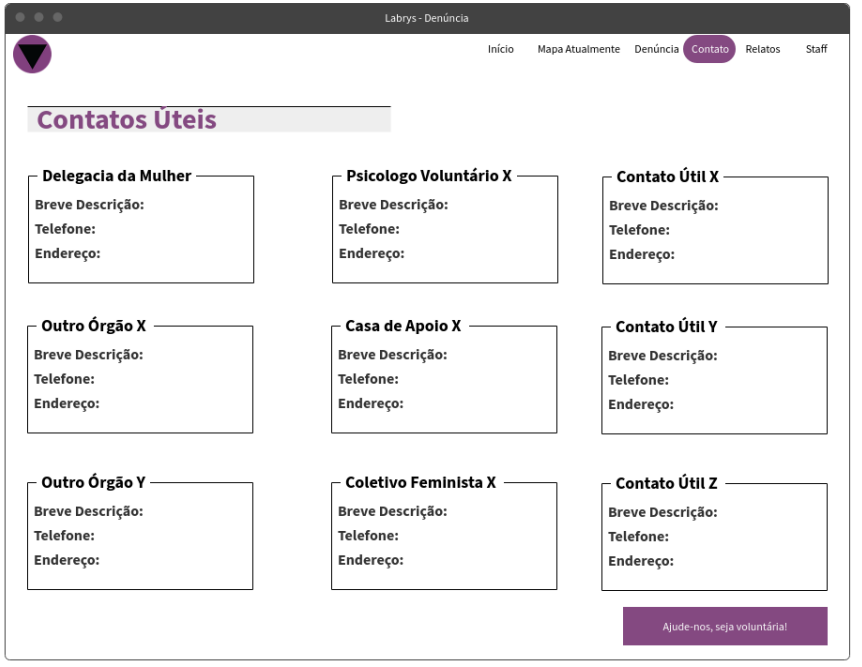 Labrys - Denúncia
Início Mapa Atualmente Denúncia Contato Relatos Staff
Contatos Úteis
Delegacia da Mulher
Breve Descrição:
Telefone:
Endereço:
Psicologo Voluntário X
Breve Descrição:
Telefone:
Endereço:
Contato Útil X
Breve Descrição:
Telefone:
Endereço:
Outro Órgão X
Breve Descrição:
Telefone:
Endereço:
Casa de Apoio X
Breve Descrição:
Telefone:
Endereço:
Contato Útil Y
Breve Descrição:
Telefone:
Endereço:
Outro Órgão Y
Breve Descrição:
Telefone:
Endereço:
Coletivo Feminista X
Breve Descrição:
Telefone:
Endereço:
Contato Útil Z
Breve Descrição:
Telefone:
Endereço:
Ajude-nos, seja voluntária!